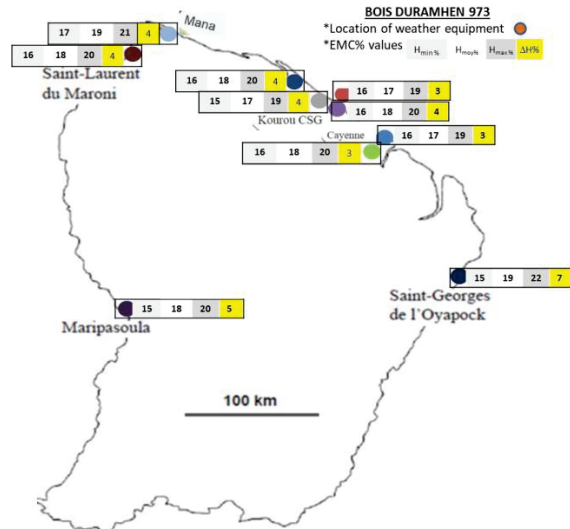 BOIS DURAMHEN 973
*Location of weather equipment
*EMC% values H min % H moy% H max % ΔH%
17 19 21 4 Mana
16 18 20 4
Saint-Laurent
du Maroni
16 18 20 4
15 17 19 4
16 17 19 3
16 18 20 4
Kourou CSG
Cayenne
16 17 19 3
16 18 20 3
15 19 22 7
Saint-Georges
de l'Oyapock
15 18 20 5
Maripasoula
100 km